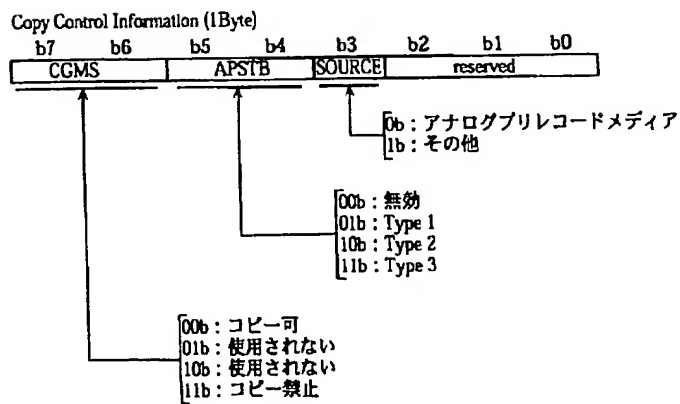 Copy Control Information (1Byte)
b7 b6 b5 b4 b3 b2 b1 b0
CGMS APSTB SOURCE reserved
0b : アナログプリレコードメディア
1b : その他
00b : 無効
01b : Type 1
10b : Type 2
11b : Type 3
00b : コピー可
01b : 使用されない
10b : 使用されない
11b : コピー禁止